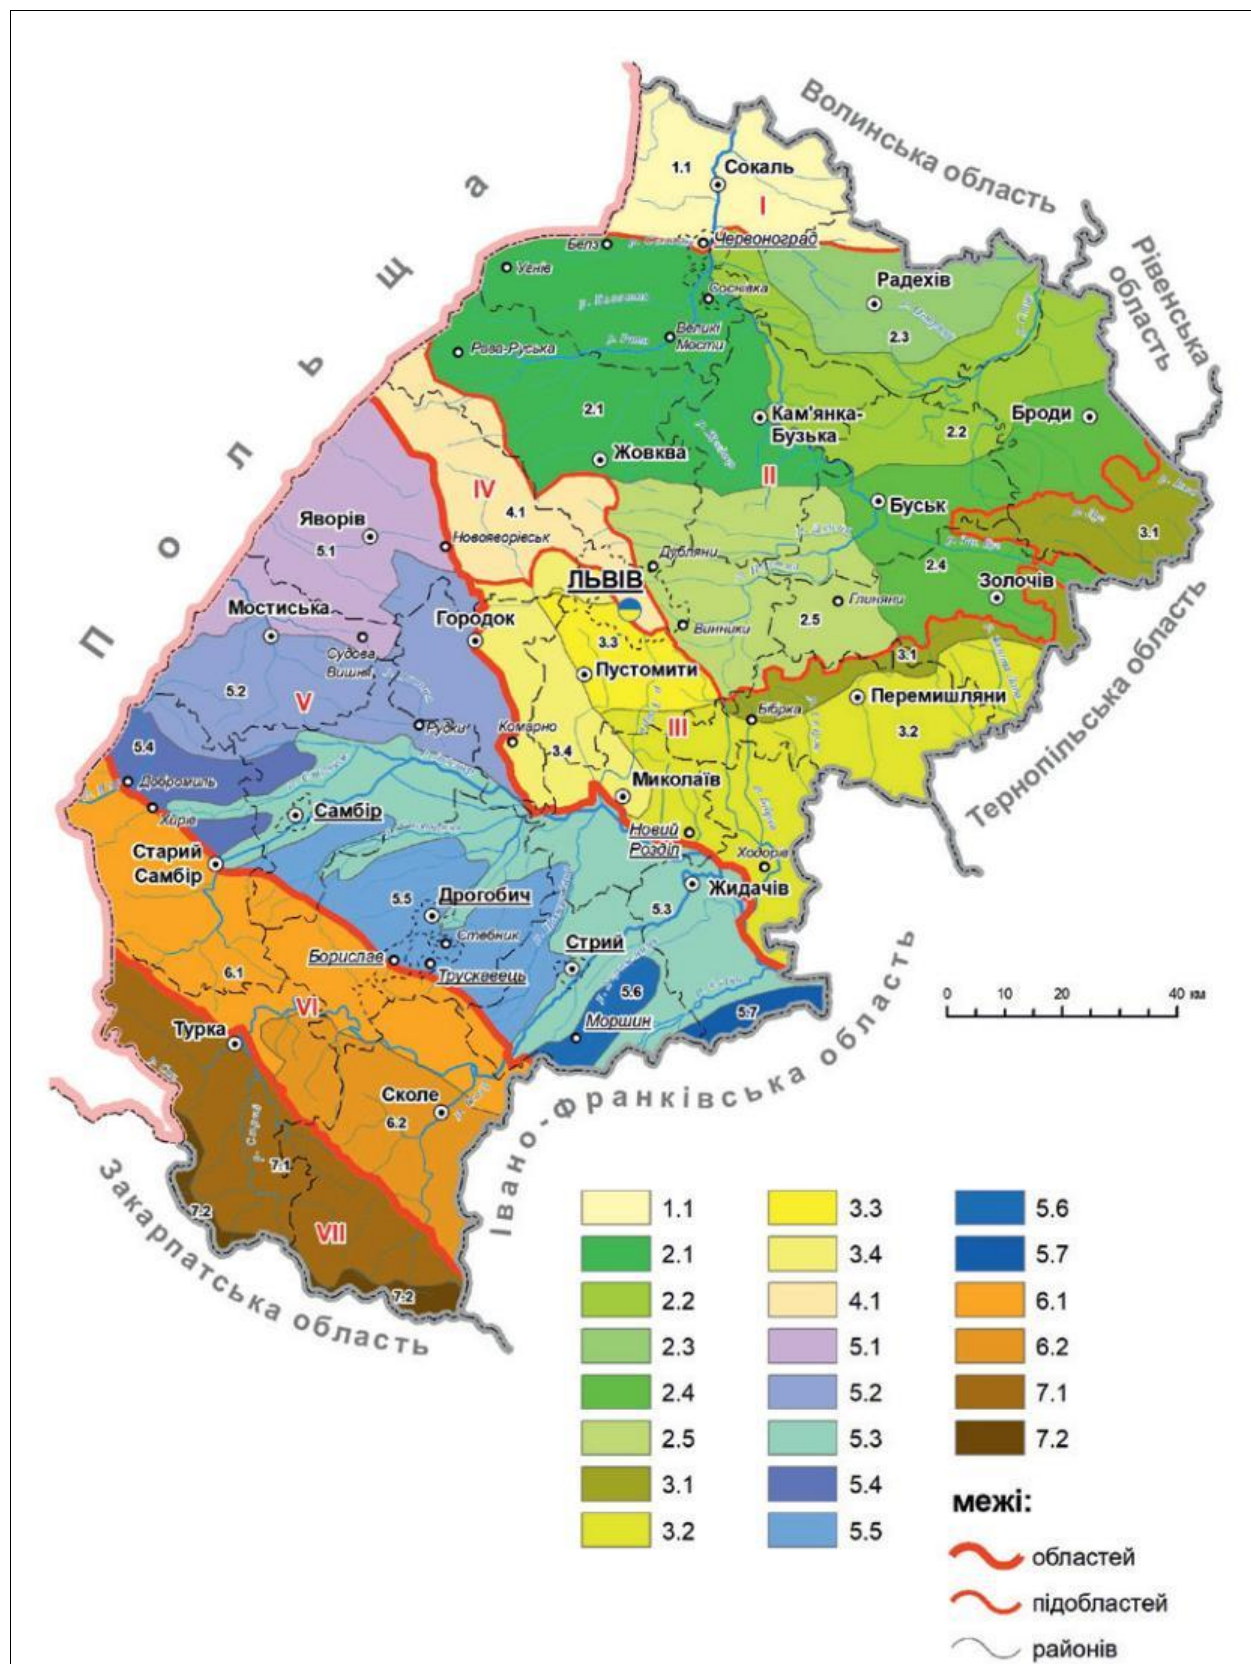 Волинська область
Рівенська
область
Польща
Тернопільська область
Івано-Франківська область
Закарпатська область
1.1
Сокаль
I
Белз
Червоноград
Угнів
Соснівка
Радехів
2.3
Рава-Руська
Великі
Мости
2.1
Кам'янка-
Бузька
2.2
Броди
Жовква
II
IV
4.1
Буськ
Яворів
5.1
Новояворівськ
3.1
ЛЬВІВ
Дубляни
2.4
Золочів
Глиняни
Мостиська
Городок
2.5
Винники
3.3
Судова
Вишня
Пустомити
3.1
5.2
V
Перемишляни
Бібрка
3.2
Рудки
Комарно
III
3.4
5.4
Добромиль
Миколаїв
Хирів
Самбір
Новий
Розділ
Старий
Самбір
Ходорів
Жидачів
5.5
Дрогобич
5.3
Стебник
Стрий
Борислав
Трускавець
6.1
5.6
VI
5.7
Моршин
Турка
Сколе
6.2
7.1
7.2
VII
7.2
0 10 20 40 км
1.1
2.1
2.2
2.3
2.4
2.5
3.1
3.2
3.3
3.4
4.1
5.1
5.2
5.3
5.4
5.5
5.6
5.7
6.1
6.2
7.1
7.2
межі:
областей
підобластей
районів